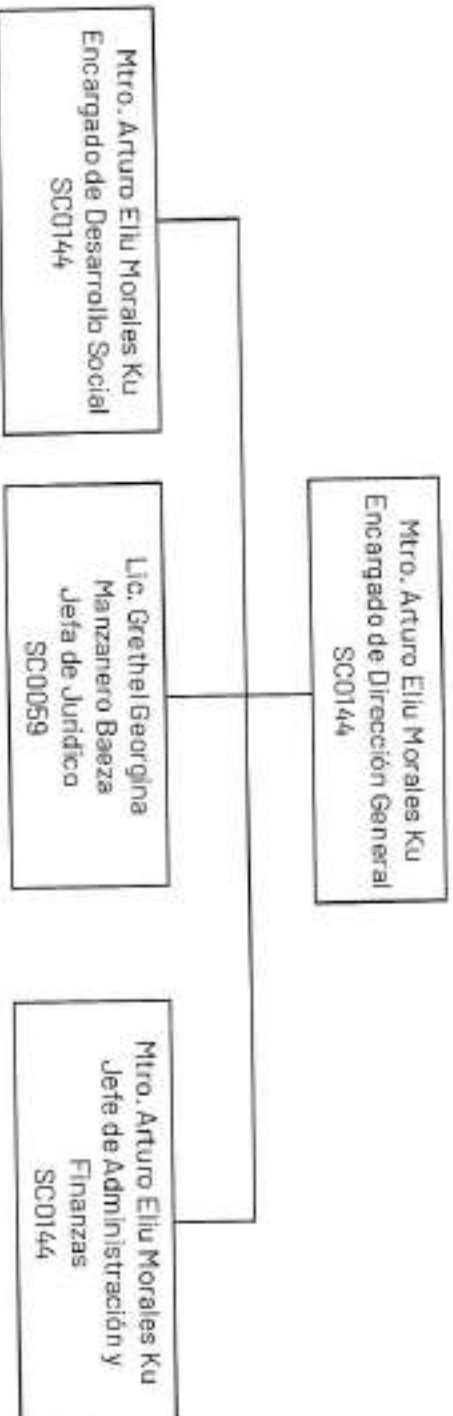 Mtro. Arturo Eliu Morales Ku
Encargado de Dirección General
SC0144
Mtro. Arturo Eliu Morales Ku
Encargado de Desarrollo Social
SC0144
Lic. Grethel Georgina
Manzanero Baeza
Jefa de Juridico
SC0059
Mtro. Arturo Eliu Morales Ku
Jefe de Administración y
Finanzas
SC0144